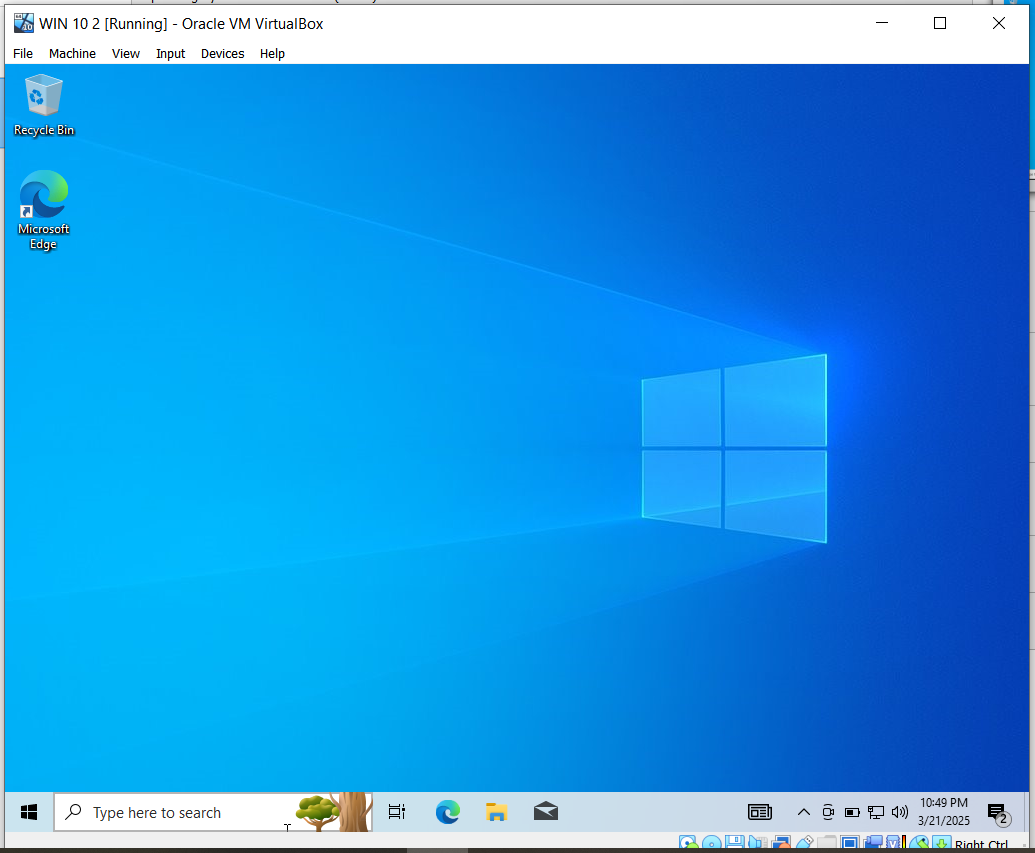 WIN 10 2 [Running] - Oracle VM VirtualBox
File Machine View Input Devices Help
Recycle Bin
Microsoft
Edge
Type here to search
10:49 PM
3/21/2025
2
Right Ctrl